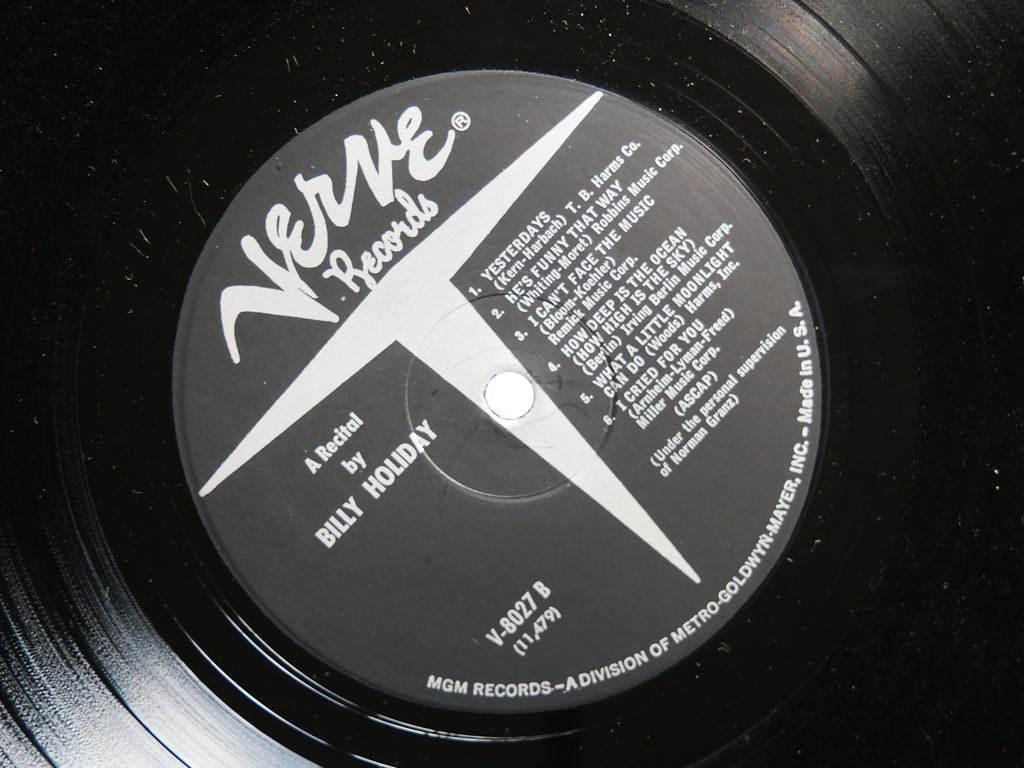 Verve ®
Records
1. YESTERDAYS
(Kern-Harbach) T. B. Harms Co.
2. HE'S FUNNY THAT WAY
(Whiting-Moret) Robbins Music Corp.
3. I CAN'T FACE THE MUSIC
(Bloom-Koehler)
Remick Music Corp.
4. HOW DEEP IS THE OCEAN
(HOW HIGH IS THE SKY)
(Berlin) Irving Berlin Music Corp.
5. WHAT A LITTLE MOONLIGHT
CAN DO (Woods) Harms, Inc.
6. I CRIED FOR YOU
(Arnheim-Lyman-Freed)
Miller Music Corp.
(ASCAP)
(Under the personal supervision
of Norman Granz)
A Recital
by
BILLY HOLIDAY
V-8027 B
(11,479)
MGM RECORDS—A DIVISION OF METRO-GOLDWYN-MAYER, INC. - Made in U. S. A.